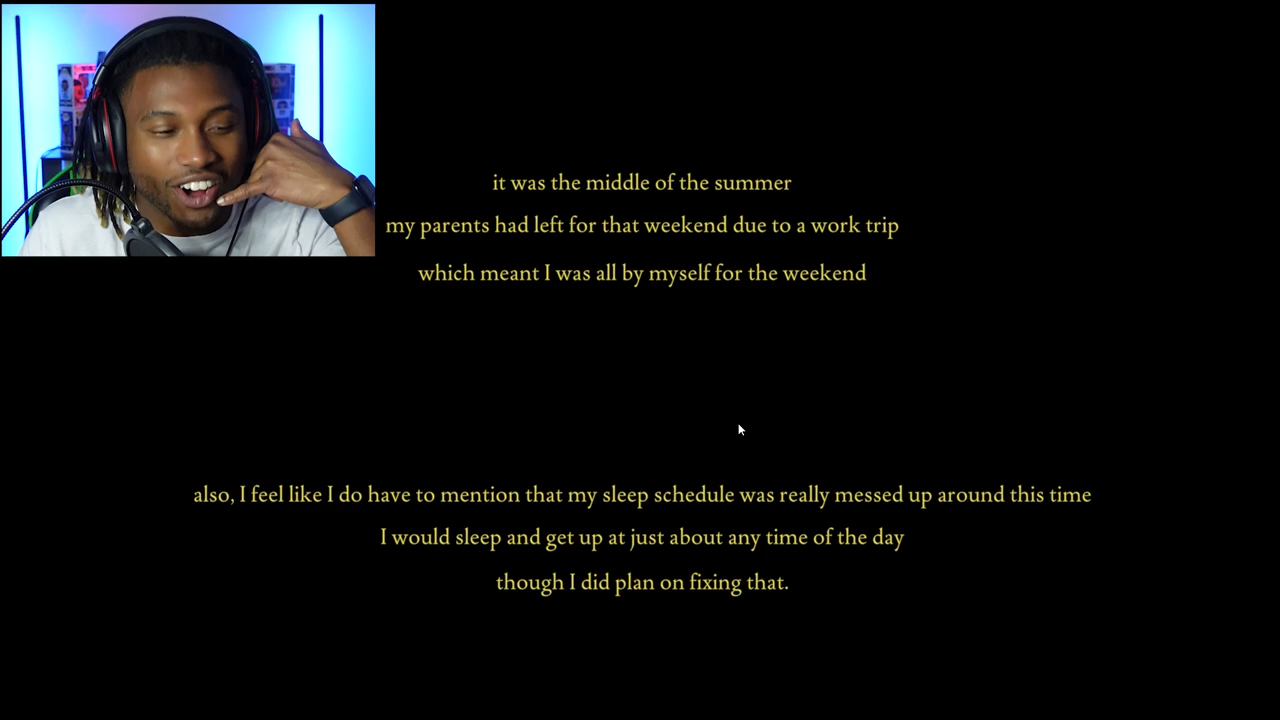 it was the middle of the summer
my parents had left for that weekend due to a work trip
which meant I was all by myself for the weekend
also, I feel like I do have to mention that my sleep schedule was really messed up around this time
I would sleep and get up at just about any time of the day
though I did plan on fixing that.